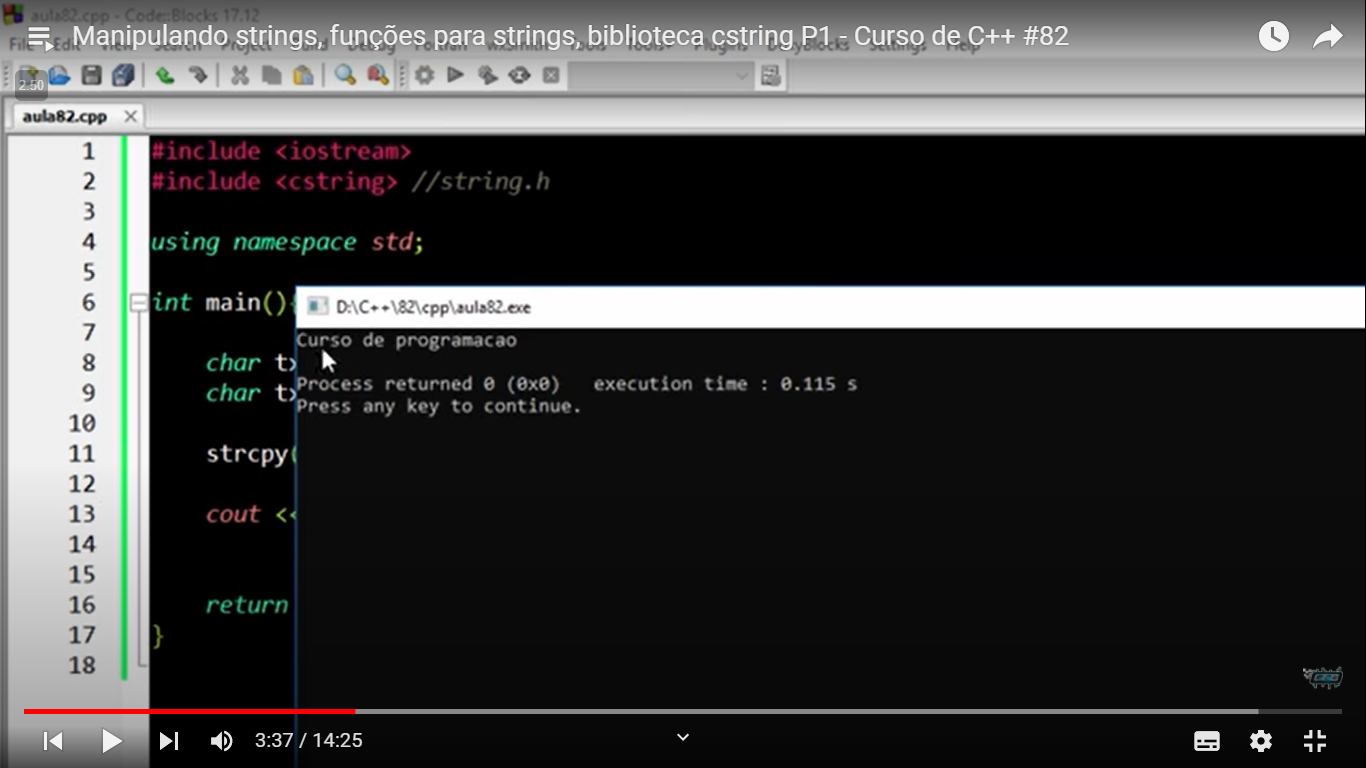 aula82.cpp - Code::Blocks 17.12
Manipulando strings, funções para strings, biblioteca cstring P1 - Curso de C++ #82
2.50
aula82.cpp
1 #include <iostream>
2 #include <cstring> //string.h
3
4 using namespace std;
5
6 int main(){
7
8 char tx
9 char tx
10
11 strcpy(
12
13 cout <<
14
15
16 return
17 }
18
D:\C++\82\cpp\aula82.exe
Curso de programacao
Process returned 0 (0x0) execution time : 0.115 s
Press any key to continue.
3:37 / 14:25